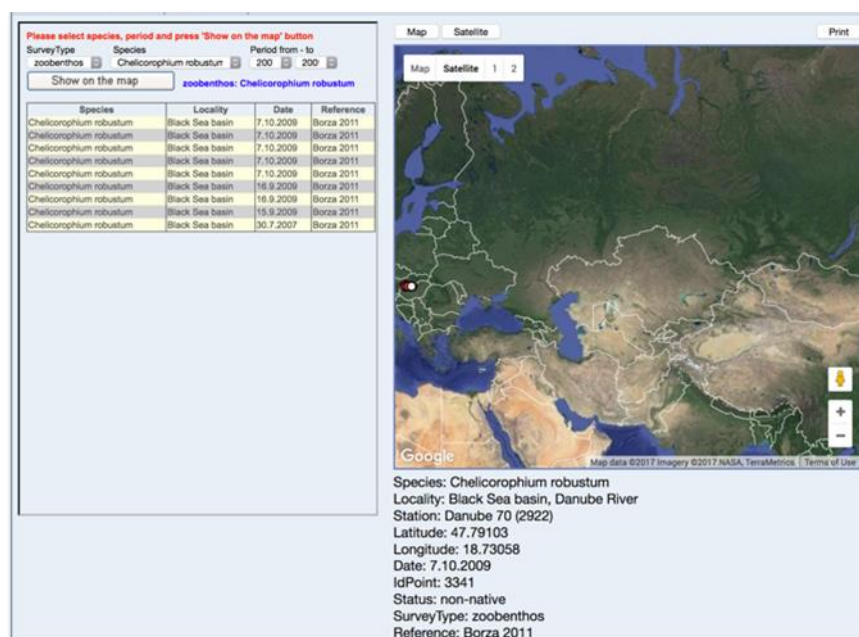 Please select species, period and press 'Show on the map' button
SurveyType Species Period from - to
zoobenthos Chelicorophium robustum 200 200
Show on the map zoobenthos: Chelicorophium robustum
Species Locality Date Reference
Chelicorophium robustum Black Sea basin 7.10.2009 Borza 2011
Chelicorophium robustum Black Sea basin 7.10.2009 Borza 2011
Chelicorophium robustum Black Sea basin 7.10.2009 Borza 2011
Chelicorophium robustum Black Sea basin 7.10.2009 Borza 2011
Chelicorophium robustum Black Sea basin 7.10.2009 Borza 2011
Chelicorophium robustum Black Sea basin 16.9.2009 Borza 2011
Chelicorophium robustum Black Sea basin 16.9.2009 Borza 2011
Chelicorophium robustum Black Sea basin 15.9.2009 Borza 2011
Chelicorophium robustum Black Sea basin 30.7.2007 Borza 2011
Map Satellite Print
Map Satellite 1 2
Google
Map data ©2017 Imagery ©2017 NASA, TerraMetrics Terms of Use
Species: Chelicorophium robustum
Locality: Black Sea basin, Danube River
Station: Danube 70 (2922)
Latitude: 47.79103
Longitude: 18.73058
Date: 7.10.2009
IdPoint: 3341
Status: non-native
SurveyType: zoobenthos
Reference: Borza 2011